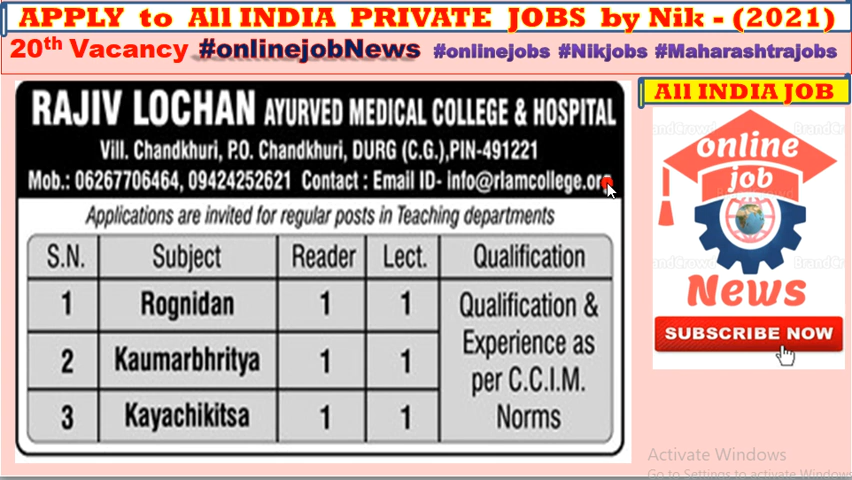 APPLY to All INDIA PRIVATE JOBS by Nik - (2021)
20th Vacancy #onlinejobNews #onlinejobs #Nikjobs #Maharashtrajobs
RAJIV LOCHAN AYURVED MEDICAL COLLEGE & HOSPITAL
Vill. Chandkhuri, P.O. Chandkhuri, DURG (C.G.),PIN-491221
Mob.: 06267706464, 09424252621 Contact : Email ID- info@rlamcollege.org
Applications are invited for regular posts in Teaching departments
S.N. Subject Reader Lect. Qualification
1 Rognidan 1 1
2 Kaumarbhritya 1 1
3 Kayachikitsa 1 1
Qualification &
Experience as
per C.C.I.M.
Norms
All INDIA JOB
online
job
News
SUBSCRIBE NOW
Activate Windows
Go to Settings to activate Windows